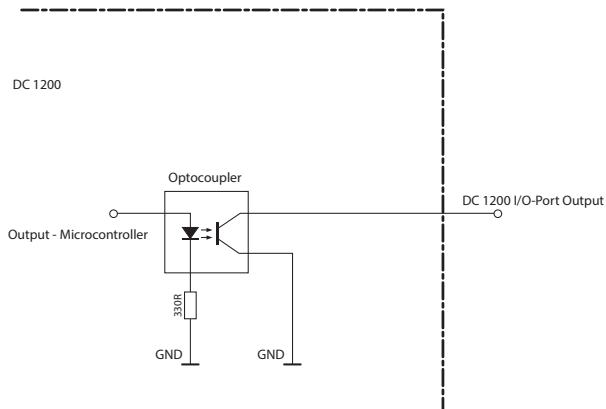 DC 1200
Optocoupler
DC 1200 I/O-Port Output
Output - Microcontroller
330R
GND
GND